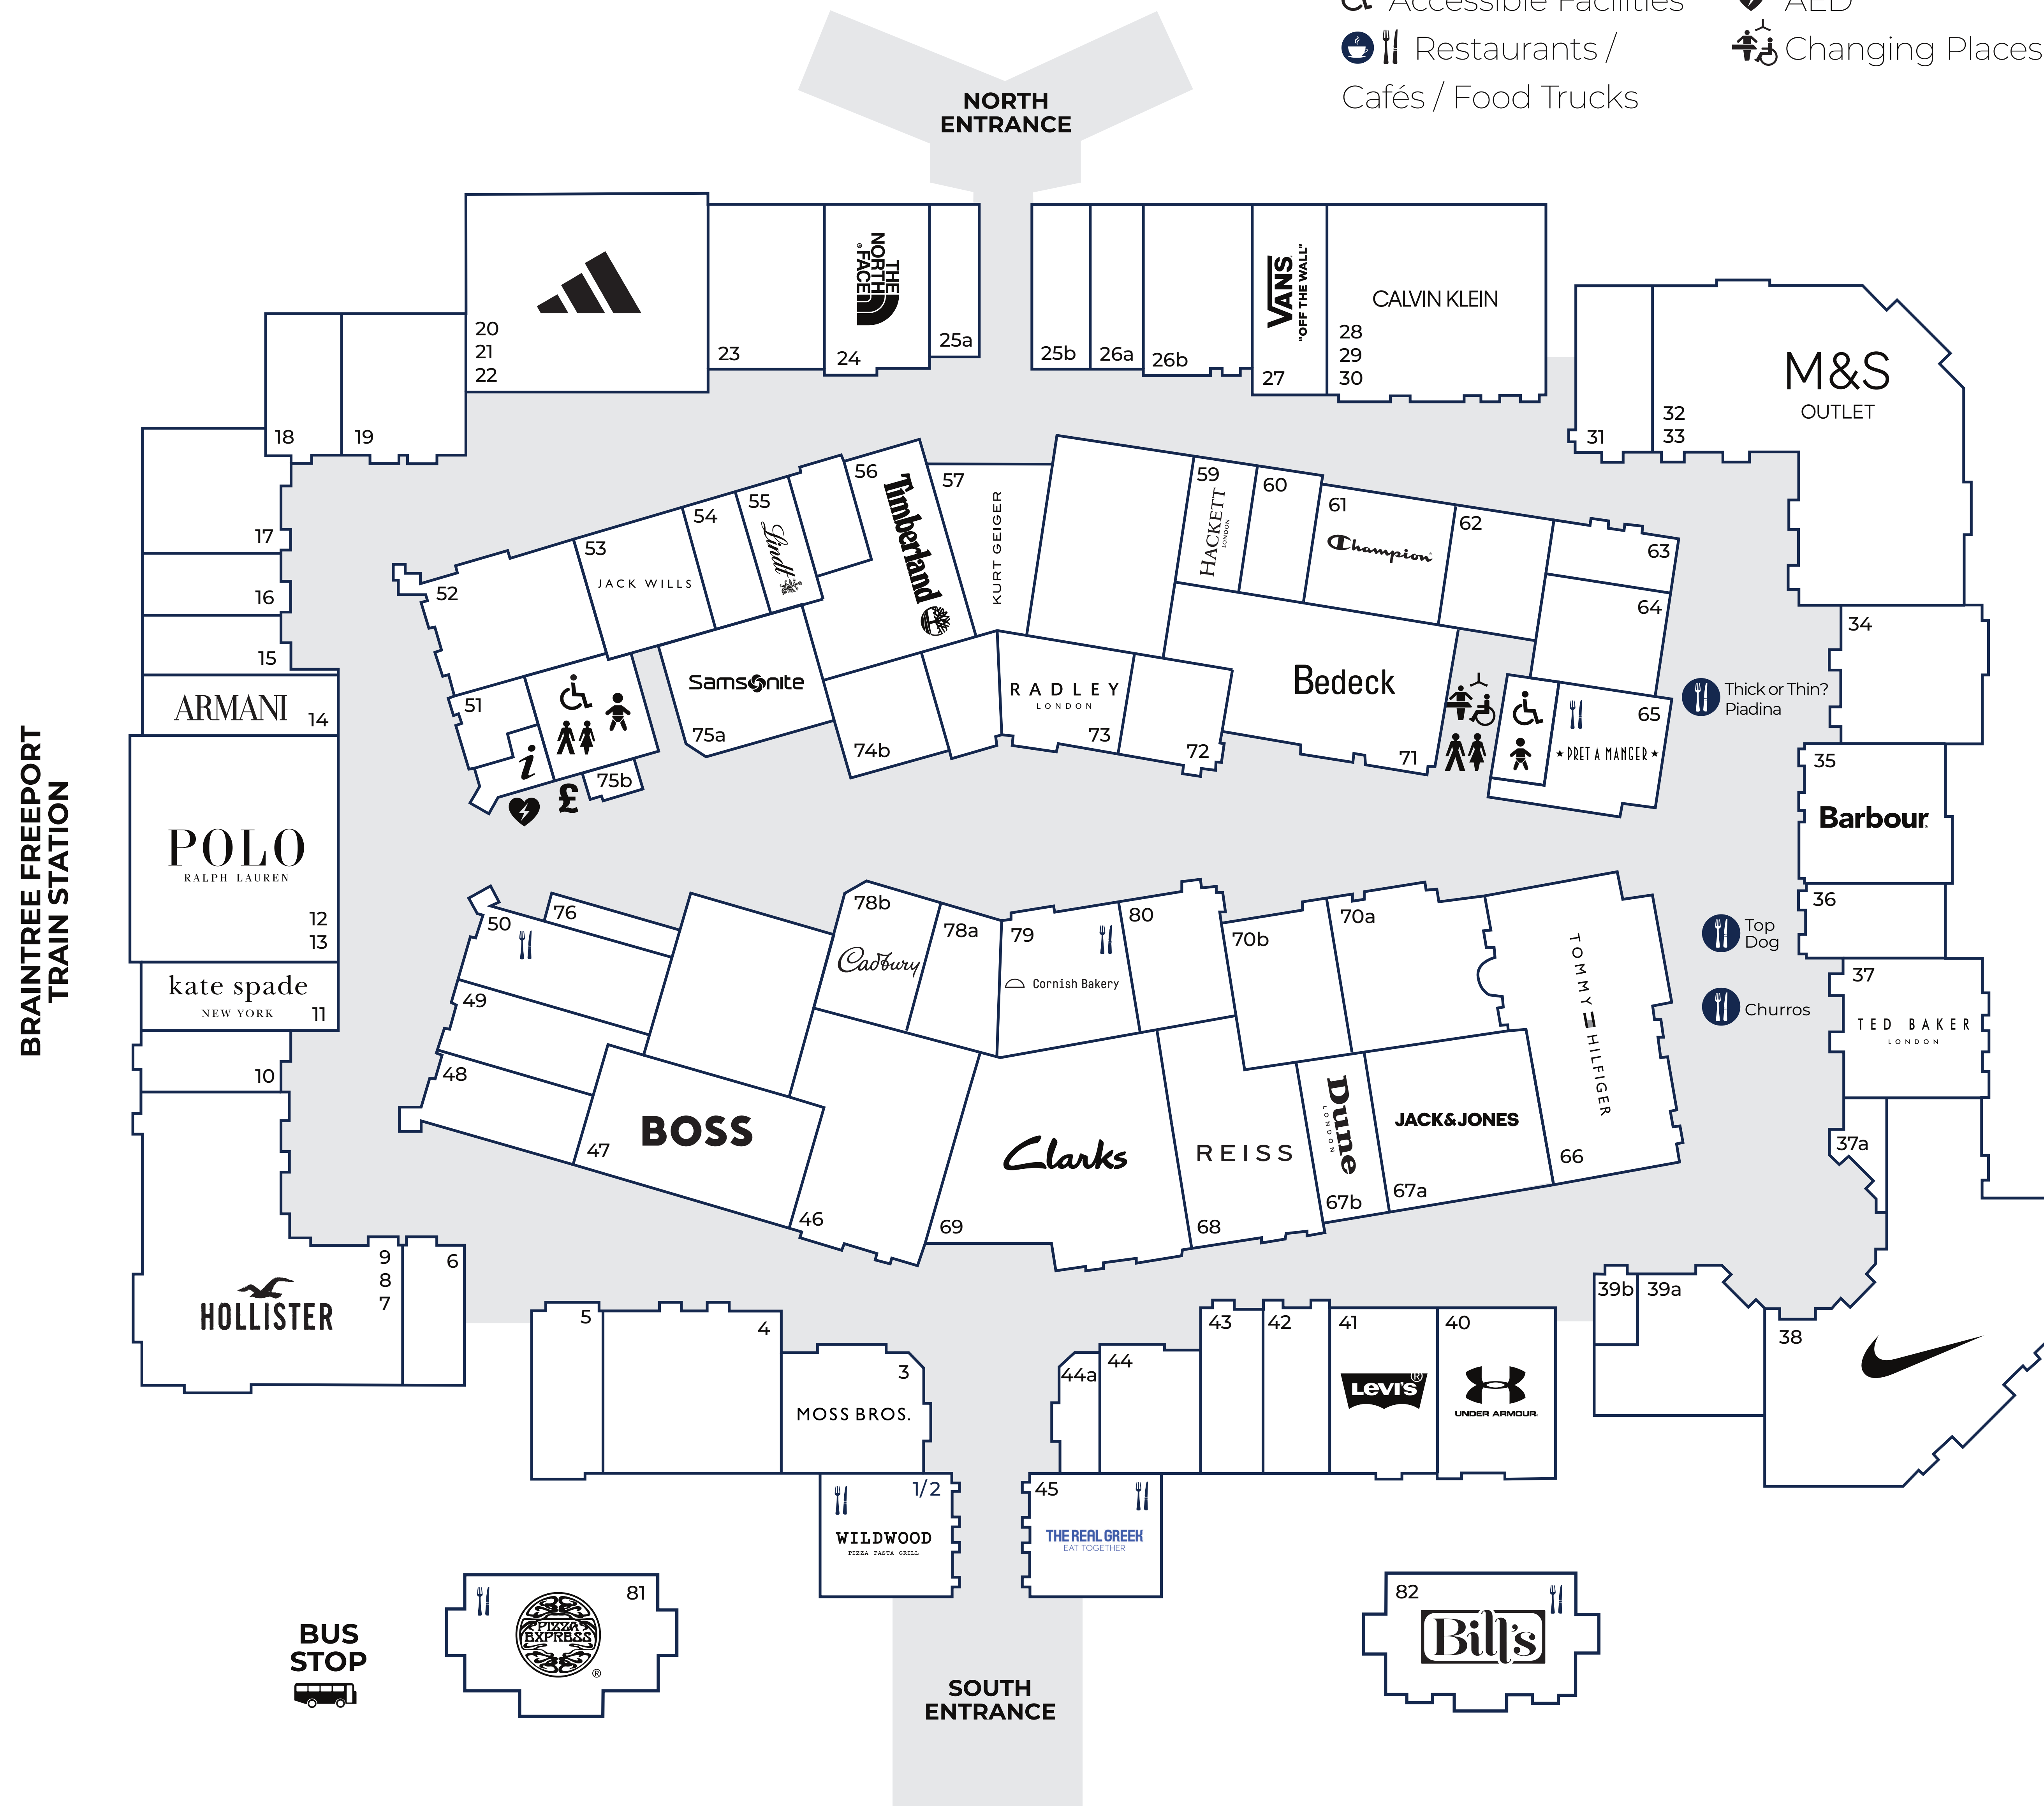 Accessible Facilities
AED
Restaurants /
Cafés / Food Trucks
Changing Places
NORTH
ENTRANCE
20
21
22
23
THE
NORTH
FACE®
24
25a
25b
26a
26b
VANS
"OFF THE WALL"
27
CALVIN KLEIN
28
29
30
31
M&S
OUTLET
32
33
18
19
17
16
15
ARMANI
14
POLO
RALPH LAUREN
12
13
kate spade
NEW YORK
11
10
BRAINTREE FREEPORT
TRAIN STATION
52
53
JACK WILLS
54
55
Lindt
56
Timberland
57
KURT GEIGER
59
HACKETT
LONDON
60
61
Champion
62
63
64
34
Thick or Thin?
Piadina
51
i
£
75b
Samsonite
75a
74b
RADLEY
LONDON
73
72
Bedeck
71
65
PRET A MANGER
35
Barbour
36
Top
Dog
Churros
37
TED BAKER
LONDON
37a
50
76
49
48
BOSS
47
78b
Cadbury
78a
79
Cornish Bakery
80
70b
70a
TOMMY HILFIGER
66
46
Clarks
69
REISS
68
Dune
LONDON
67b
JACK&JONES
67a
9
8
7
HOLLISTER
6
5
4
3
MOSS BROS.
44a
44
43
42
41
LEVI'S®
40
UNDER ARMOUR
39b
39a
38
1/2
WILDWOOD
PIZZA PASTA GRILL
45
THE REAL GREEK
EAT TOGETHER
BUS
STOP
81
PIZZA
EXPRESS
®
82
Bill's
SOUTH
ENTRANCE